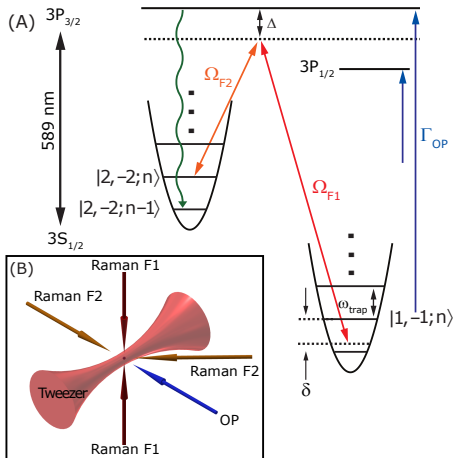 (A)
3P3/2
Δ
3P1/2
ΩF2
589 nm
ΓOP
|2,-2;n⟩
ΩF1
|2,-2;n-1⟩
3S1/2
(B)
Raman F1
Raman F2
ωtrap
|1,-1;n⟩
Raman F2
Tweezer
δ
OP
Raman F1